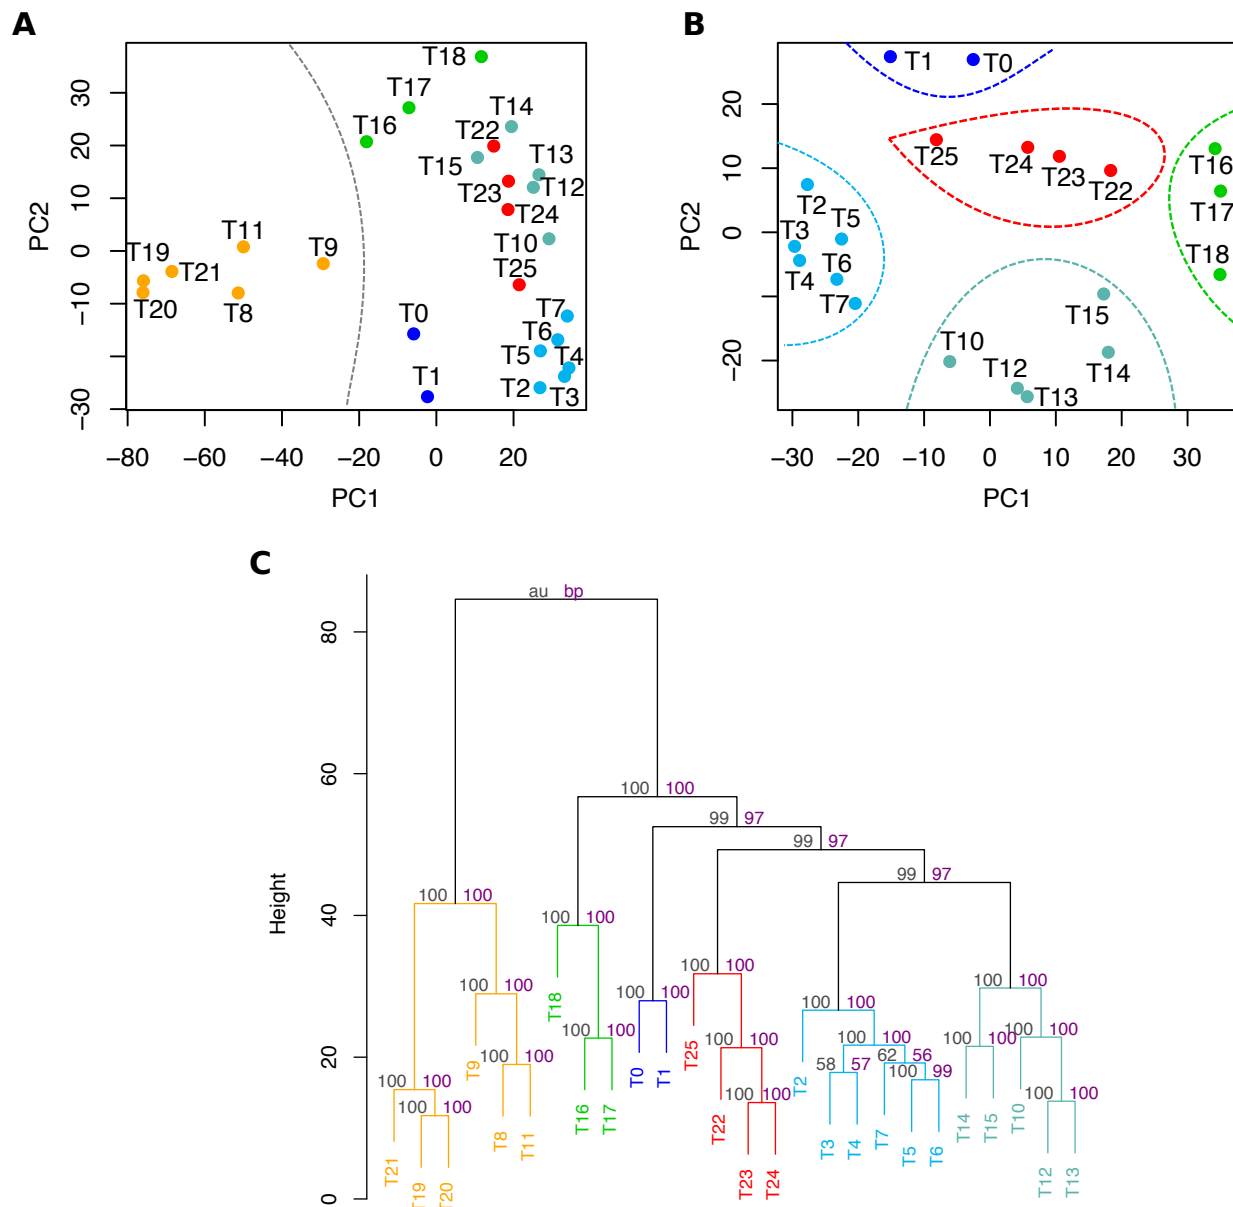 A
T18
T17
T14
T16
T22
T15
T13
T12
T23
T24
T11
T9
T10
T19
T21
T25
T20
T8
T0
T7
T6
T5
T4
T1
T2
T3
30
20
10
0
−10
−30
PC2
−80
−60
−40
−20
0
20
PC1
B
T1
T0
T25
T24
T23
T22
T16
T17
T18
T2
T3
T5
T4
T6
T7
T15
T10
T14
T12
T13
20
10
0
−20
PC2
−30
−20
−10
0
10
20
30
PC1
C
au bp
80
60
40
20
0
Height
100 100
99 97
99 97
99 97
100 100
100 100
100 100
100 100
100 100
100 100
100 100
100 100
100 100
100 100
100 100
58 57
62 56
100 99
100 100
100 100
100 100
100 100
100 100
100 100
100 100
T21
T19
T20
T9
T8
T11
T18
T16
T17
T0
T1
T25
T22
T23
T24
T2
T3
T4
T7
T5
T6
T14
T15
T10
T12
T13